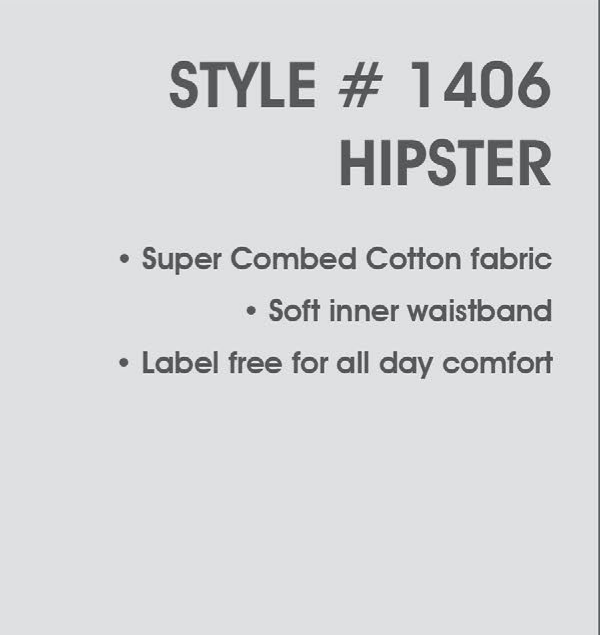 STYLE # 1406
HIPSTER
• Super Combed Cotton fabric
• Soft inner waistband
• Label free for all day comfort